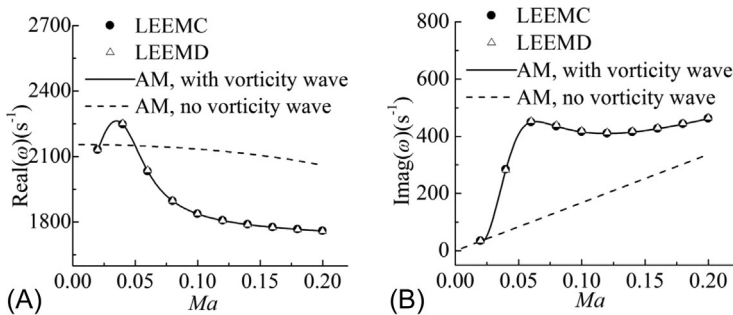 2700
2400
2100
1800
Real(ω)(s⁻¹)
LEEMC
LEEMD
AM, with vorticity wave
AM, no vorticity wave
0.00 0.05 0.10 0.15 0.20
Ma
(A)
800
600
400
200
0
Imag(ω)(s⁻¹)
LEEMC
LEEMD
AM, with vorticity wave
AM, no vorticity wave
0.00 0.05 0.10 0.15 0.20
Ma
(B)